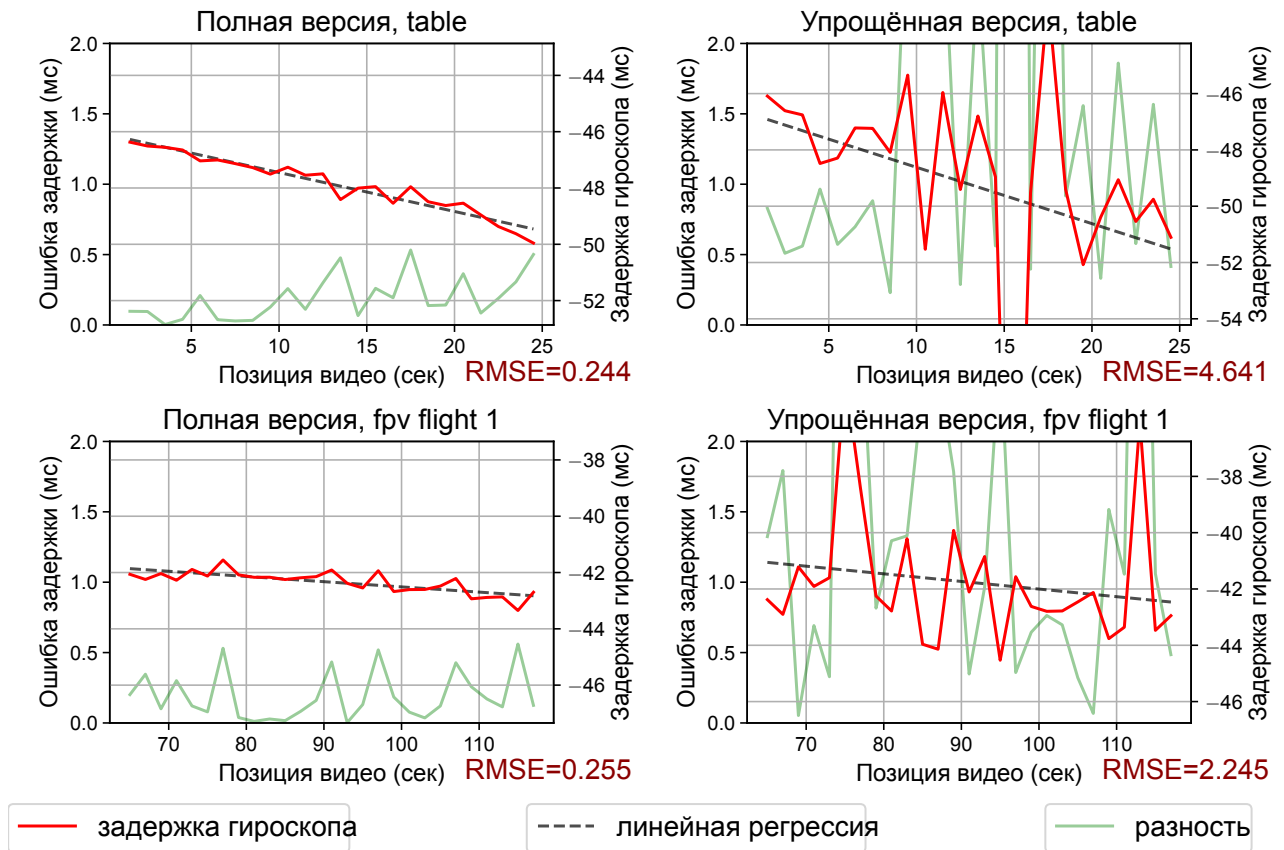 Полная версия, table
Упрощённая версия, table
Ошибка задержки (мс)
2.0
1.5
1.0
0.5
0.0
−44
−46
−48
−50
−52
Задержка гироскопа (мс)
5 10 15 20 25
Позиция видео (сек)
RMSE=0.244
Ошибка задержки (мс)
2.0
1.5
1.0
0.5
0.0
−46
−48
−50
−52
−54
Задержка гироскопа (мс)
5 10 15 20 25
Позиция видео (сек)
RMSE=4.641
Полная версия, fpv flight 1
Упрощённая версия, fpv flight 1
Ошибка задержки (мс)
2.0
1.5
1.0
0.5
0.0
−38
−40
−42
−44
−46
Задержка гироскопа (мс)
70 80 90 100 110
Позиция видео (сек)
RMSE=0.255
Ошибка задержки (мс)
2.0
1.5
1.0
0.5
0.0
−38
−40
−42
−44
−46
Задержка гироскопа (мс)
70 80 90 100 110
Позиция видео (сек)
RMSE=2.245
задержка гироскопа
линейная регрессия
разность